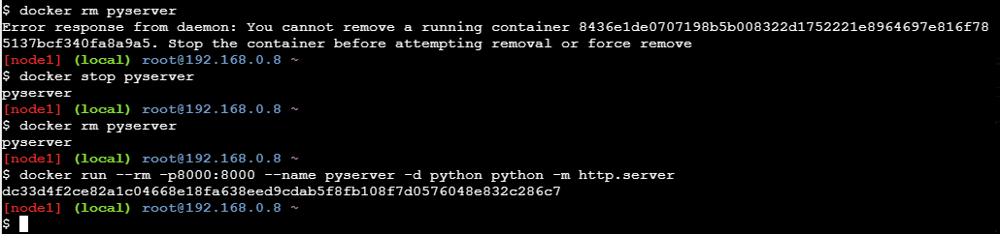 $ docker rm pyserver
Error response from daemon: You cannot remove a running container 8436e1de0707198b5b008322d1752221e8964697e816f78
5137bcf340fa8a9a5. Stop the container before attempting removal or force remove
[node1] (local) root@192.168.0.8 ~
$ docker stop pyserver
pyserver
[node1] (local) root@192.168.0.8 ~
$ docker rm pyserver
pyserver
[node1] (local) root@192.168.0.8 ~
$ docker run --rm -p8000:8000 --name pyserver -d python python -m http.server
dc33d4f2ce82a1c04668e18fa638eed9cdab5f8fb108f7d0576048e832c286c7
[node1] (local) root@192.168.0.8 ~
$